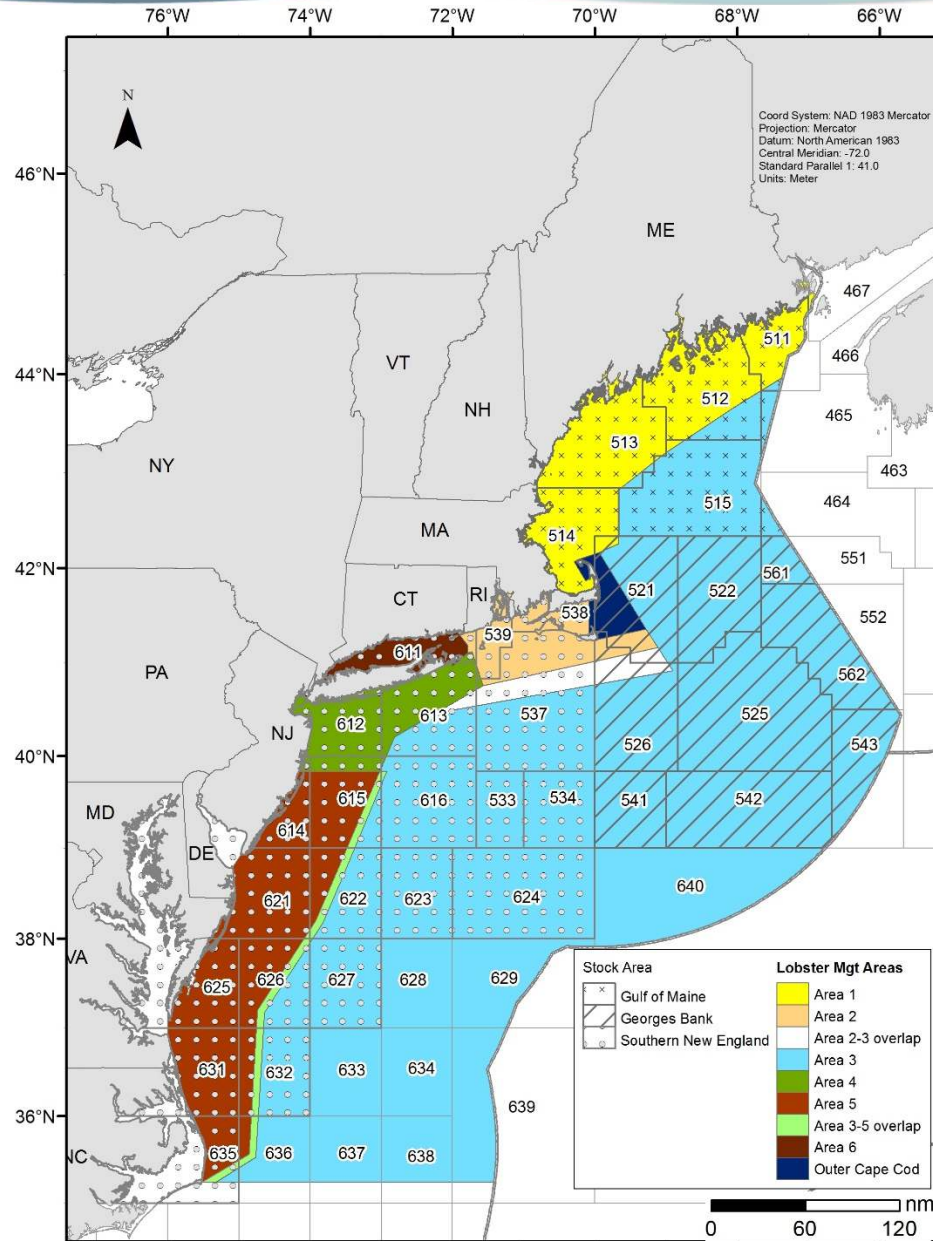 76°W 74°W 72°W 70°W 68°W 66°W
N
Coord System: NAD 1983 Mercator
Projection: Mercator
Datum: North American 1983
Central Meridian: -72.0
Standard Parallel 1: 41.0
Units: Meter
46°N
ME
467
511
466
44°N
VT
512
NH
465
513
NY
463
515
464
MA
514
551
42°N
561
521 522
CT RI 538
552
539
611
PA
562
613
612 537 525
NJ
526 543
40°N
615 616 533 534 541 542
MD
614
DE
640
621 622 623 624
38°N
VA
626 627 628 629
625
631 632 633 634
639
36°N
NC 635 636 637 638
Stock Area
Gulf of Maine
Georges Bank
Southern New England
Lobster Mgt Areas
Area 1
Area 2
Area 2-3 overlap
Area 3
Area 4
Area 5
Area 3-5 overlap
Area 6
Outer Cape Cod
nm
0 60 120